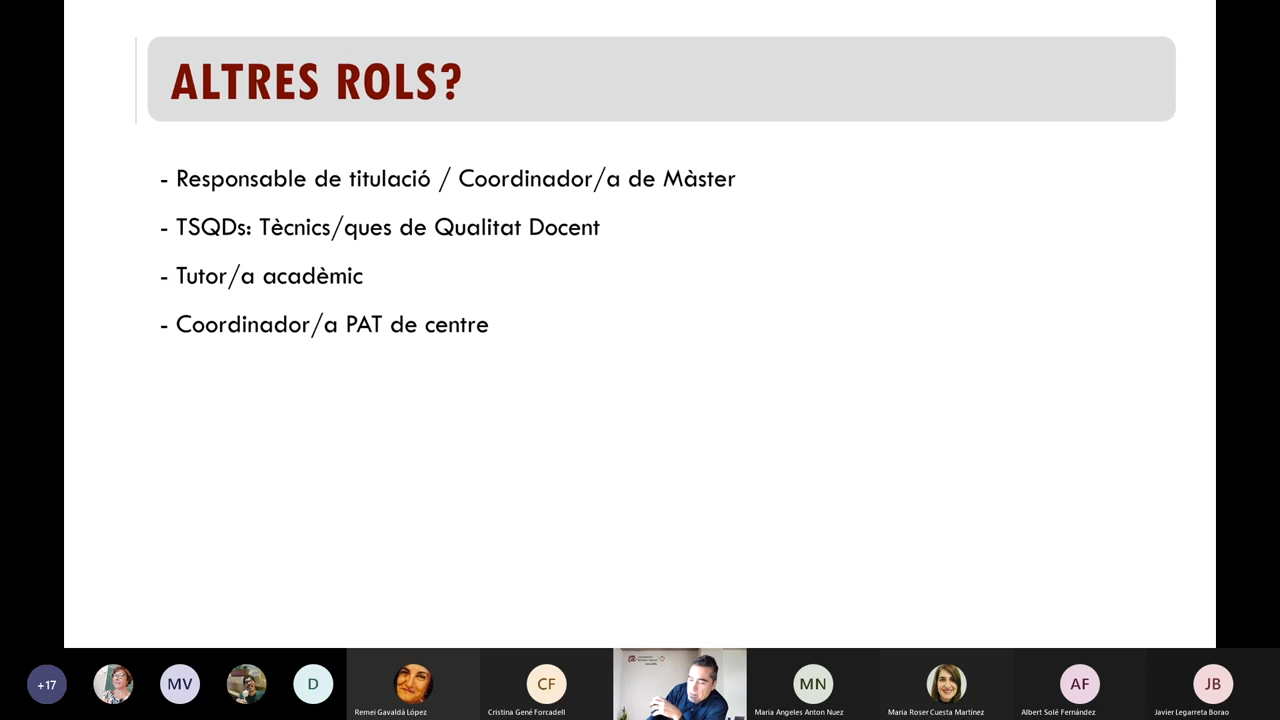 ALTRES ROLS?
- Responsable de titulació / Coordinador/a de Màster
- TSQDs: Tècnics/ques de Qualitat Docent
- Tutor/a acadèmic
- Coordinador/a PAT de centre
+17
MV
D
CF
MN
AF
JB
Remei Gavaldá López
Cristina Gené Forcadell
Maria Angeles Anton Nuez
Maria Roser Cuesta Martínez
Albert Solé Fernández
Javier Legarreta Borao